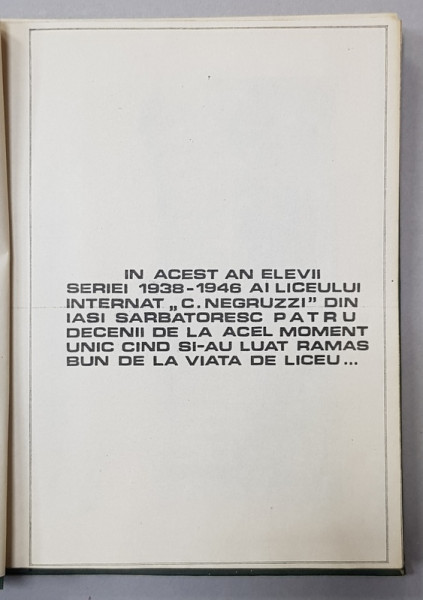 IN ACEST AN ELEVII
SERIEI 1938-1946 AI LICEULUI
INTERNAT „C. NEGRUZZI” DIN
IASI SARBATORESC PATRU
DECENII DE LA ACEL MOMENT
UNIC CIND SI-AU LUAT RAMAS
BUN DE LA VIATA DE LICEU...